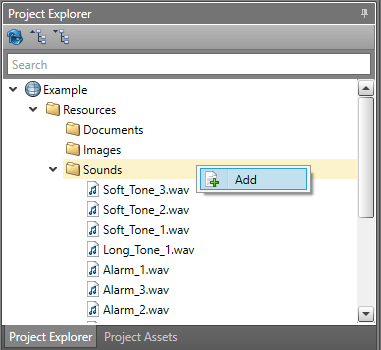 Project Explorer
Search
Example
Resources
Documents
Images
Sounds
Add
Soft_Tone_3.wav
Soft_Tone_2.wav
Soft_Tone_1.wav
Long_Tone_1.wav
Alarm_1.wav
Alarm_3.wav
Alarm_2.wav
Project Explorer Project Assets